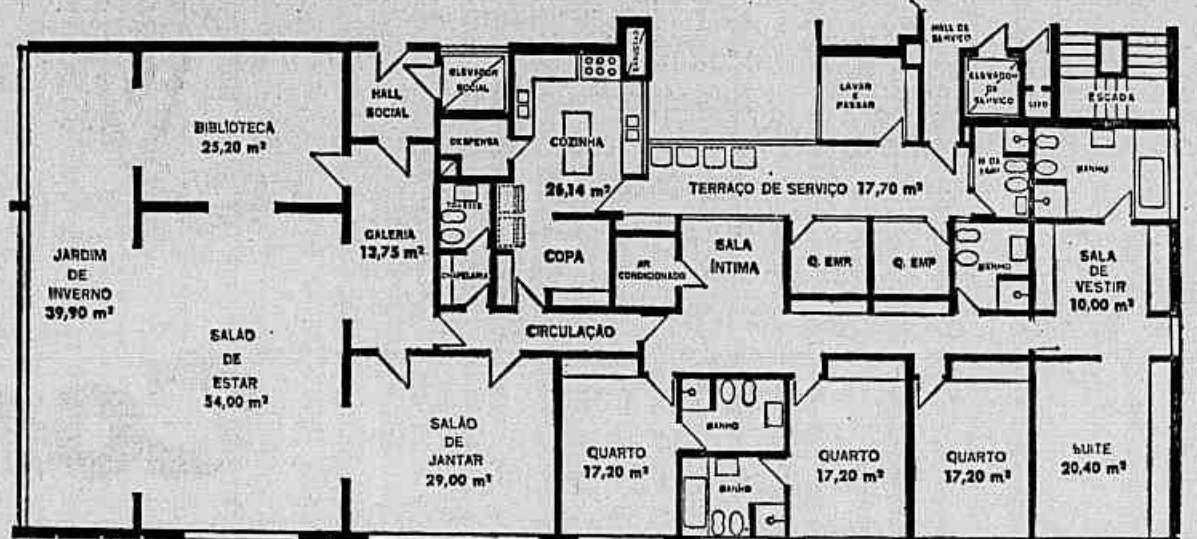 BIBLIOTECA
25,20 m²
HALL
SOCIAL
ELEVADOR
SOCIAL
EXAUSTÃO
DESPENSA
COZINHA
26,14 m²
LAVAR
E
PASSAR
HALL DE
SERVIÇO
ELEVADOR
DE
SERVIÇO
LIXO
ESCADA
BANHO
TERRAÇO DE SERVIÇO 17,70 m²
TOILETTE
GALERIA
13,75 m²
CHAPELARIA
COPA
AR
CONDICIONADO
SALA
ÍNTIMA
Q. EMP.
Q. EMP.
BANHO
SALA
DE
VESTIR
10,00 m²
JARDIM
DE
INVERNO
39,90 m²
SALÃO
DE
ESTAR
54,00 m²
CIRCULAÇÃO
SALÃO
DE
JANTAR
29,00 m²
QUARTO
17,20 m²
BANHO
BANHO
QUARTO
17,20 m²
QUARTO
17,20 m²
SUITE
20,40 m²